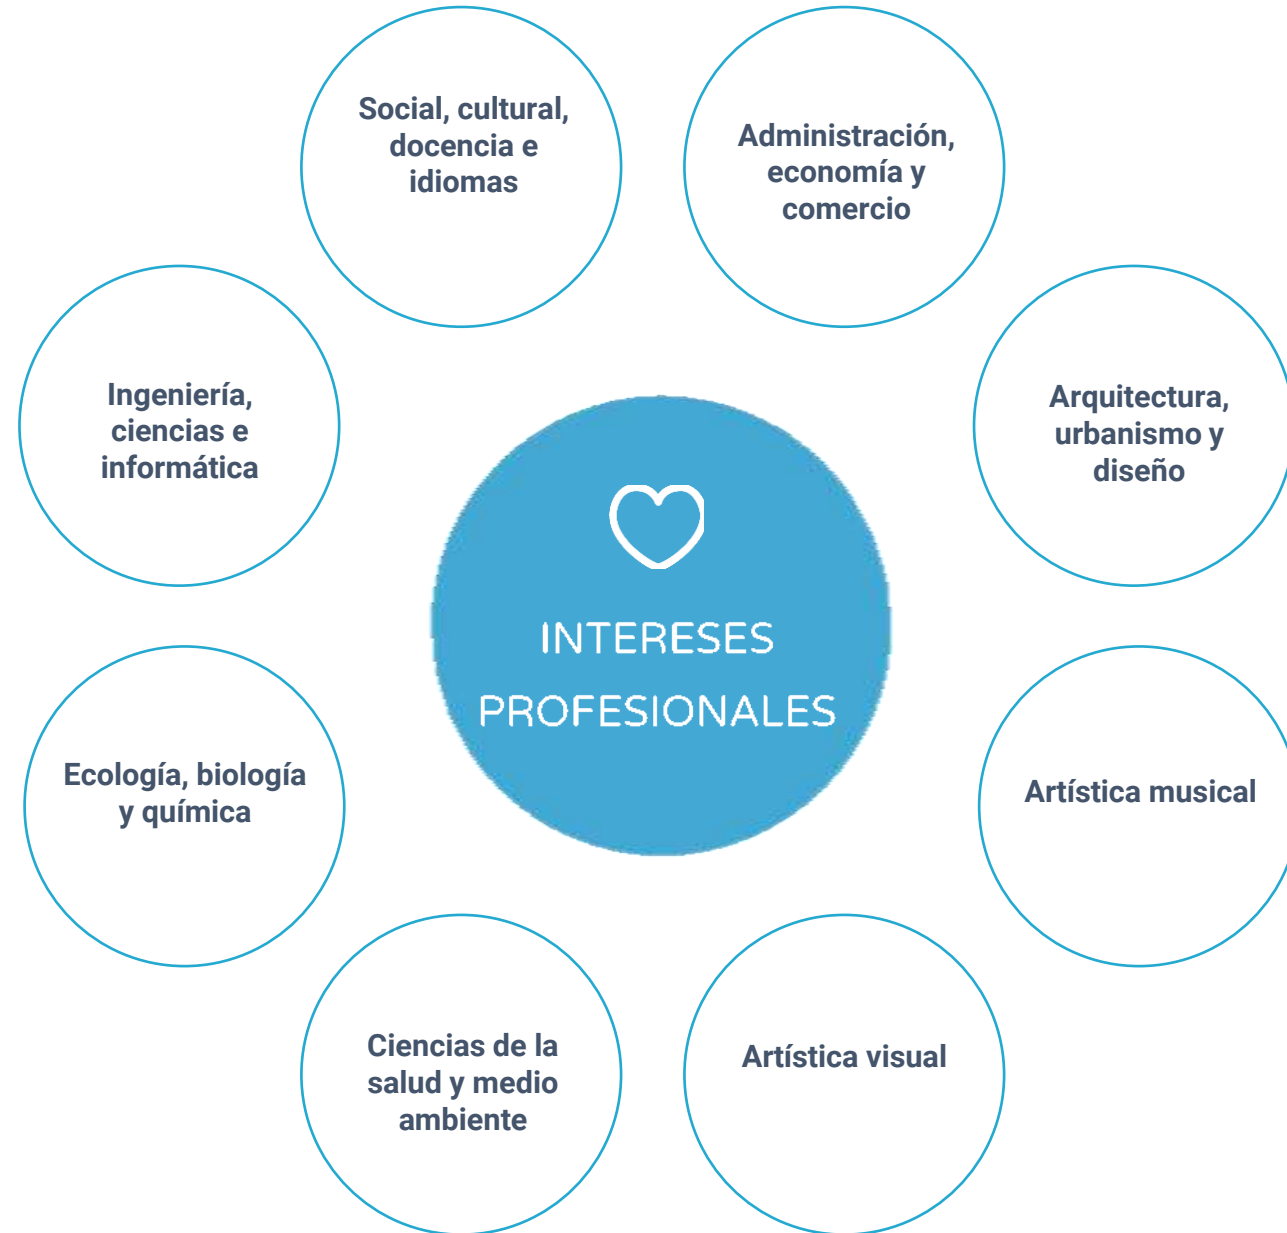 Social, cultural,
docencia e
idiomas
Administración,
economía y
comercio
Ingeniería,
ciencias e
informática
Arquitectura,
urbanismo y
diseño
INTERESES
PROFESIONALES
Ecología, biología
y química
Artística musical
Ciencias de la
salud y medio
ambiente
Artística visual